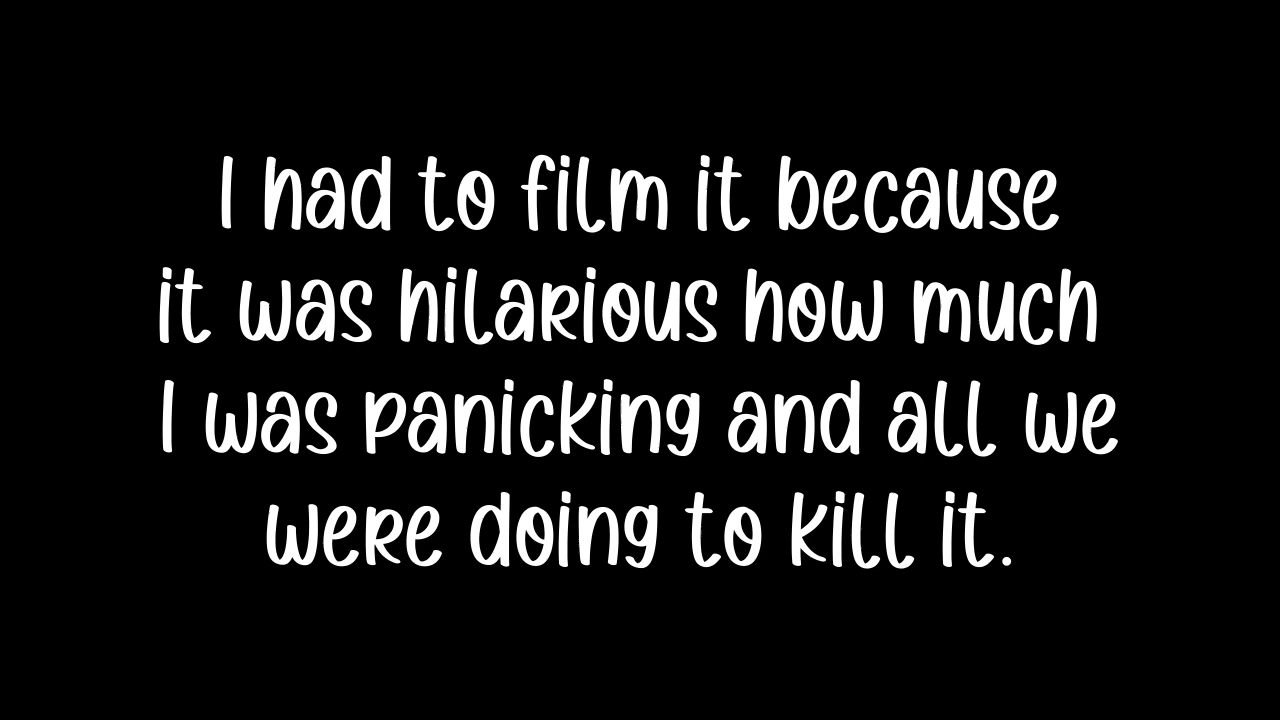 I had to film it because
it was hilarious how much
I was panicking and all we
were doing to kill it.